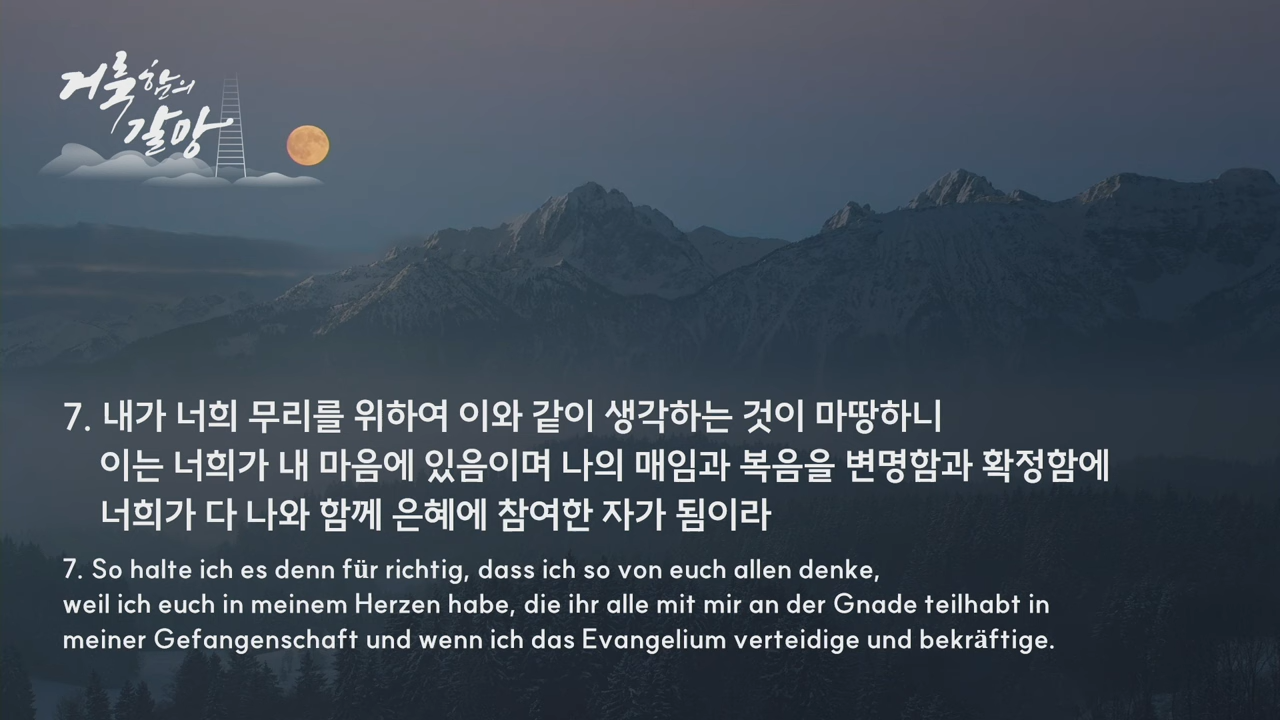 거룩함의
갈망
7. 내가 너희 무리를 위하여 이와 같이 생각하는 것이 마땅하니
이는 너희가 내 마음에 있음이며 나의 매임과 복음을 변명함과 확정함에
너희가 다 나와 함께 은혜에 참여한 자가 됨이라
7. So halte ich es denn für richtig, dass ich so von euch allen denke,
weil ich euch in meinem Herzen habe, die ihr alle mit mir an der Gnade teilhabt in
meiner Gefangenschaft und wenn ich das Evangelium verteidige und bekräftige.